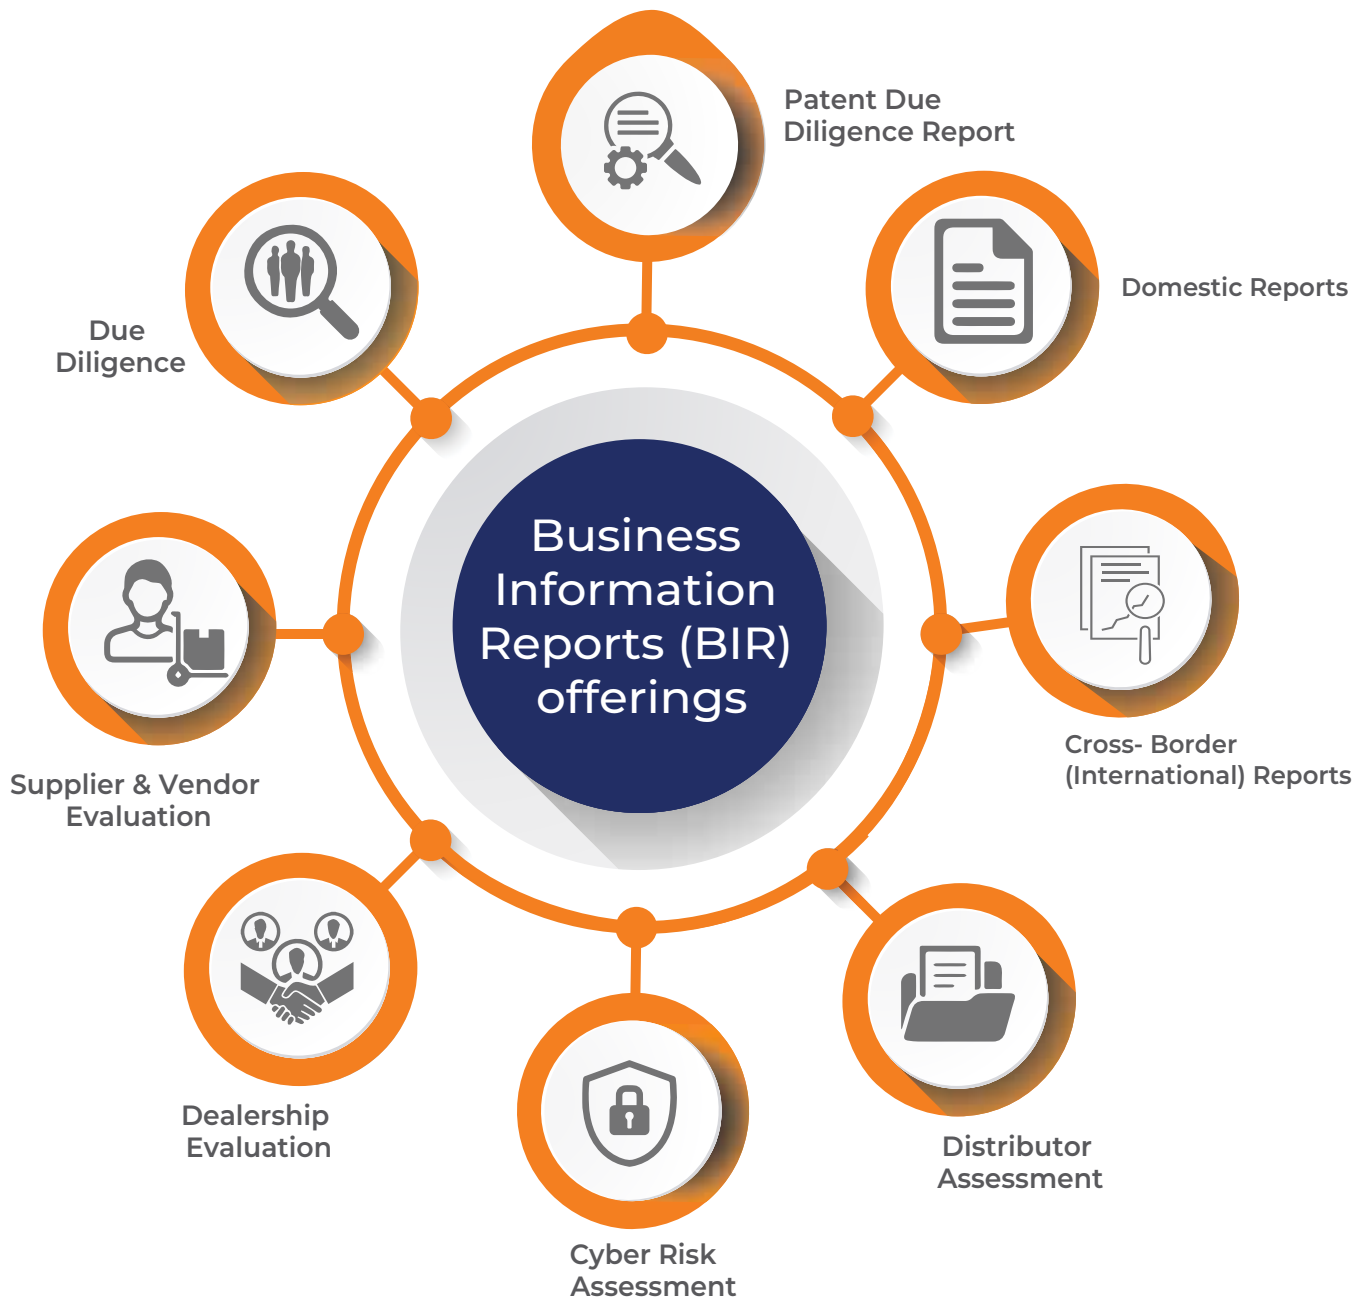 Patent Due
Diligence Report
Domestic Reports
Due
Diligence
Business
Information
Reports (BIR)
offerings
Cross- Border
(International) Reports
Supplier & Vendor
Evaluation
Dealership
Evaluation
Distributor
Assessment
Cyber Risk
Assessment